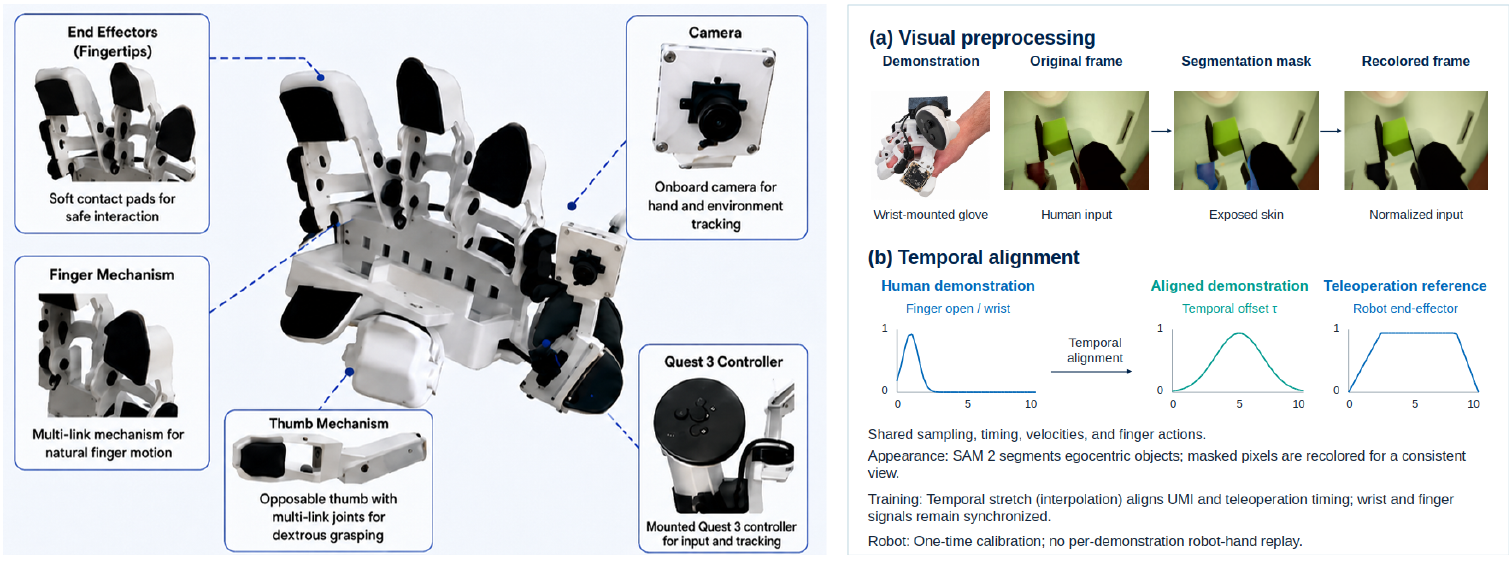 End Effectors
(Fingertips)
Soft contact pads for
safe interaction
Finger Mechanism
Multi-link mechanism for
natural finger motion
Thumb Mechanism
Opposable thumb with
multi-link joints for
dextrous grasping
Camera
Onboard camera for
hand and environment
tracking
Quest 3 Controller
Mounted Quest 3 controller
for input and tracking
(a) Visual preprocessing
Demonstration Original frame Segmentation mask Recolored frame
Wrist-mounted glove Human input Exposed skin Normalized input
(b) Temporal alignment
Human demonstration Aligned demonstration Teleoperation reference
Finger open / wrist Temporal offset τ Robot end-effector
1 1 1
Temporal
alignment
0 0 0
0 5 10 0 5 10 0 5 10
Shared sampling, timing, velocities, and finger actions.
Appearance: SAM 2 segments egocentric objects; masked pixels are recolored for a consistent
view.
Training: Temporal stretch (interpolation) aligns UMI and teleoperation timing; wrist and finger
signals remain synchronized.
Robot: One-time calibration; no per-demonstration robot-hand replay.